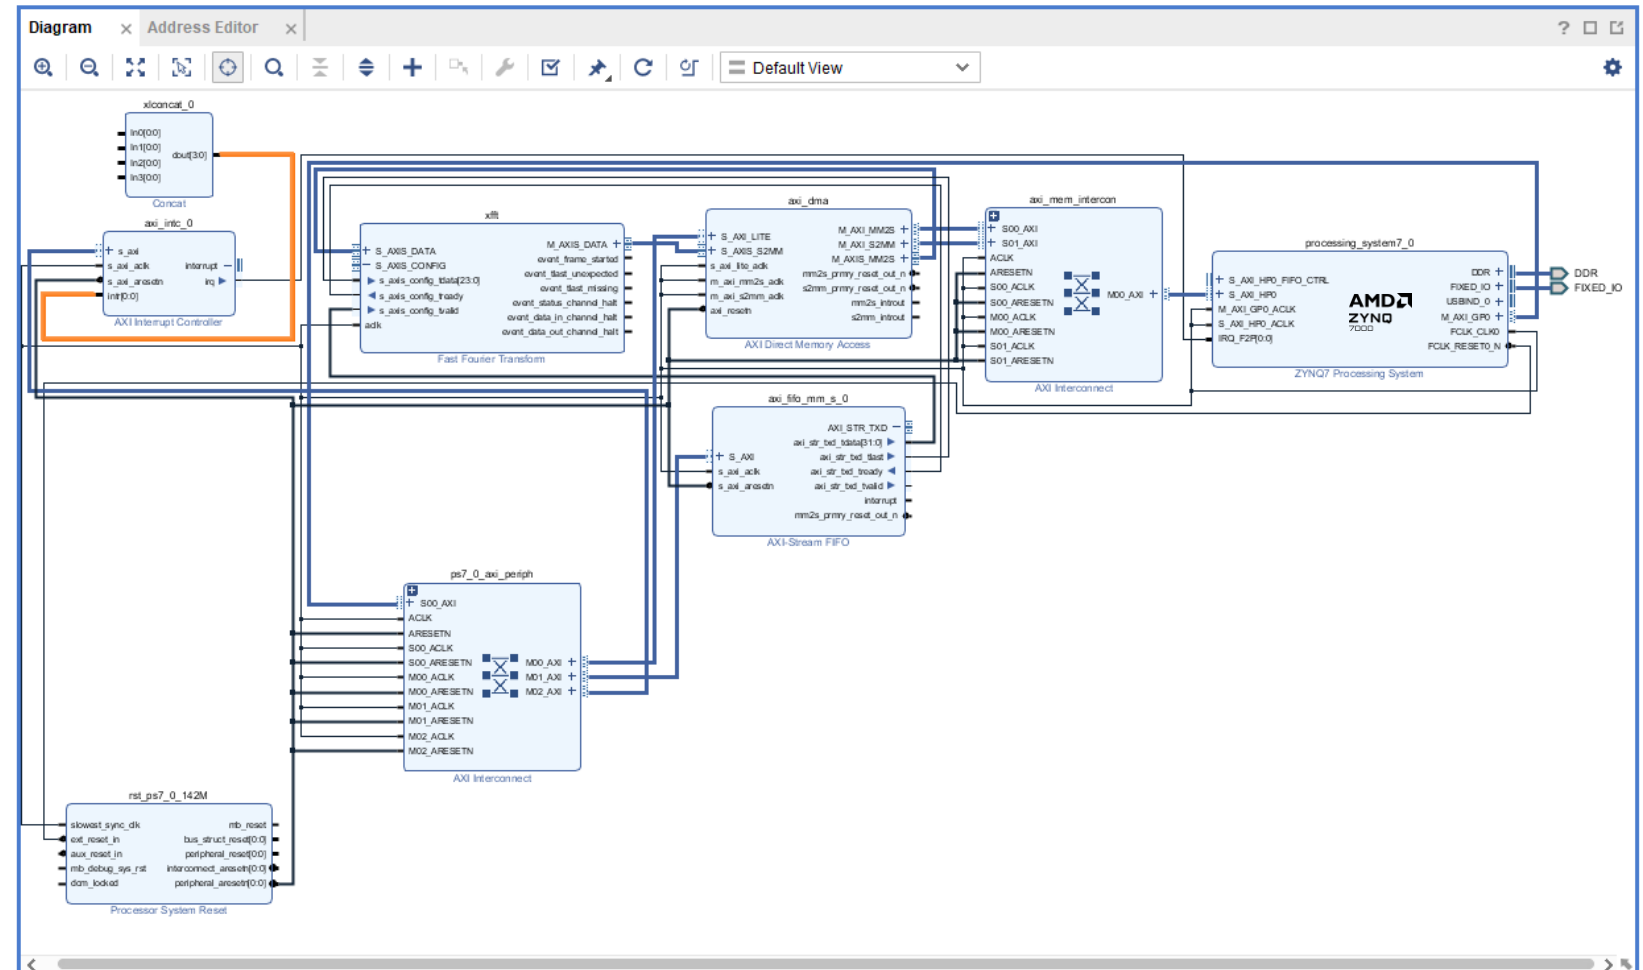 Diagram
Address Editor
Default View
xlconcat_0
In0[0:0]
In1[0:0]
In2[0:0]
In3[0:0]
dout[3:0]
Concat
axi_intc_0
s_axi
s_axi_aclk
s_axi_aresetn
intr[0:0]
interrupt
irq
AXI Interrupt Controller
xfft
S_AXIS_DATA
S_AXIS_CONFIG
s_axis_config_tdata[23:0]
s_axis_config_tready
s_axis_config_tvalid
aclk
M_AXIS_DATA
event_frame_started
event_tlast_unexpected
event_tlast_missing
event_status_channel_halt
event_data_in_channel_halt
event_data_out_channel_halt
Fast Fourier Transform
axi_dma
S_AXI_LITE
S_AXIS_S2MM
s_axi_lite_aclk
m_axi_mm2s_aclk
m_axi_s2mm_aclk
axi_resetn
M_AXI_MM2S
M_AXI_S2MM
M_AXIS_MM2S
mm2s_prmry_reset_out_n
s2mm_prmry_reset_out_n
mm2s_introut
s2mm_introut
AXI Direct Memory Access
axi_mem_intercon
S00_AXI
S01_AXI
ACLK
ARESETN
S00_ACLK
S00_ARESETN
M00_ACLK
M00_ARESETN
S01_ACLK
S01_ARESETN
M00_AXI
AXI Interconnect
processing_system7_0
S_AXI_HP0_FIFO_CTRL
S_AXI_HP0
M_AXI_GP0_ACLK
S_AXI_HP0_ACLK
IRQ_F2P[0:0]
AMD
ZYNQ
7000
DDR
FIXED_IO
USBIND_0
M_AXI_GP0
FCLK_CLK0
FCLK_RESET0_N
ZYNQ7 Processing System
DDR
FIXED_IO
axi_fifo_mm_s_0
S_AXI
s_axi_aclk
s_axi_aresetn
AXI_STR_TXD
axi_str_txd_tdata[31:0]
axi_str_txd_tlast
axi_str_txd_tready
axi_str_txd_tvalid
interrupt
mm2s_prmry_reset_out_n
AXI-Stream FIFO
ps7_0_axi_periph
S00_AXI
ACLK
ARESETN
S00_ACLK
S00_ARESETN
M00_ACLK
M00_ARESETN
M01_ACLK
M01_ARESETN
M02_ACLK
M02_ARESETN
M00_AXI
M01_AXI
M02_AXI
AXI Interconnect
rst_ps7_0_142M
slowest_sync_clk
ext_reset_in
aux_reset_in
mb_debug_sys_rst
dcm_locked
mb_reset
bus_struct_reset[0:0]
peripheral_reset[0:0]
interconnect_aresetn[0:0]
peripheral_aresetn[0:0]
Processor System Reset